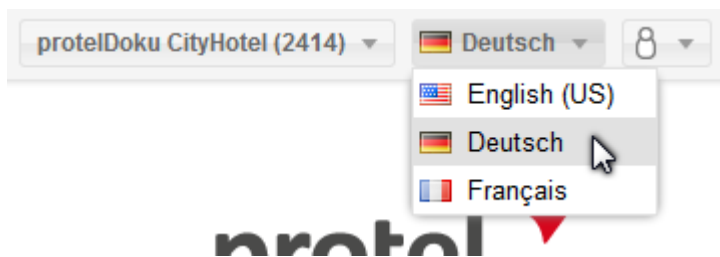 protelDoku CityHotel (2414)
Deutsch
English (US)
Deutsch
Français
protel